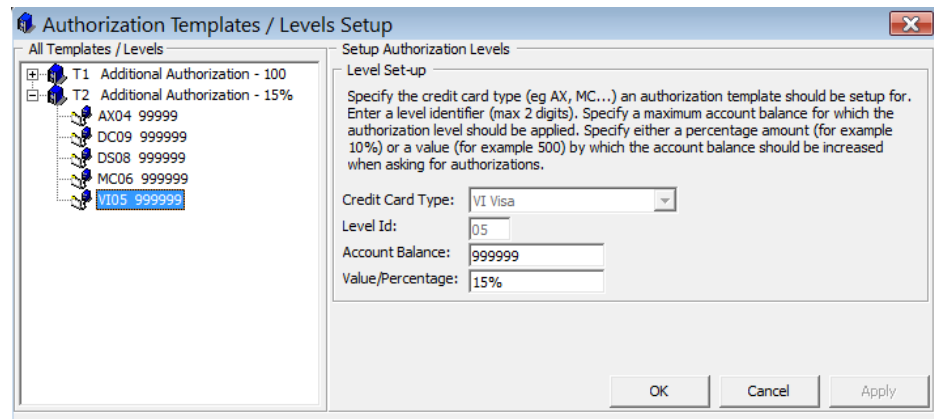 Authorization Templates / Levels Setup
All Templates / Levels
T1 Additional Authorization - 100
T2 Additional Authorization - 15%
AX04 99999
DC09 999999
DS08 999999
MC06 999999
VI05 999999
Setup Authorization Levels
Level Set-up
Specify the credit card type (eg AX, MC...) an authorization template should be setup for.
Enter a level identifier (max 2 digits). Specify a maximum account balance for which the
authorization level should be applied. Specify either a percentage amount (for example
10%) or a value (for example 500) by which the account balance should be increased
when asking for authorizations.
Credit Card Type: VI Visa
Level Id: 05
Account Balance: 999999
Value/Percentage: 15%
OK Cancel Apply